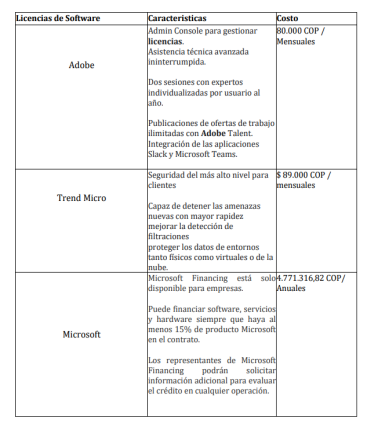 Licencias de Software
Caracteristicas
Costo
Adobe
Admin Console para gestionar
licencias.
Asistencia técnica avanzada
ininterrumpida.
Dos sesiones con expertos
individualizadas por usuario al
año.
Publicaciones de ofertas de trabajo
ilimitadas con Adobe Talent.
Integración de las aplicaciones
Slack y Microsoft Teams.
80.000 COP /
Mensuales
Trend Micro
Seguridad del más alto nivel para
clientes
Capaz de detener las amenazas
nuevas con mayor rapidez
mejorar la detección de
filtraciones
proteger los datos de entornos
tanto físicos como virtuales o de la
nube.
$ 89.000 COP /
mensuales
Microsoft
Microsoft Financing está solo
disponible para empresas.
Puede financiar software, servicios
y hardware siempre que haya al
menos 15% de producto Microsoft
en el contrato.
Los representantes de Microsoft
Financing podrán solicitar
información adicional para evaluar
el crédito en cualquier operación.
4.771.316,82 COP/
Anuales